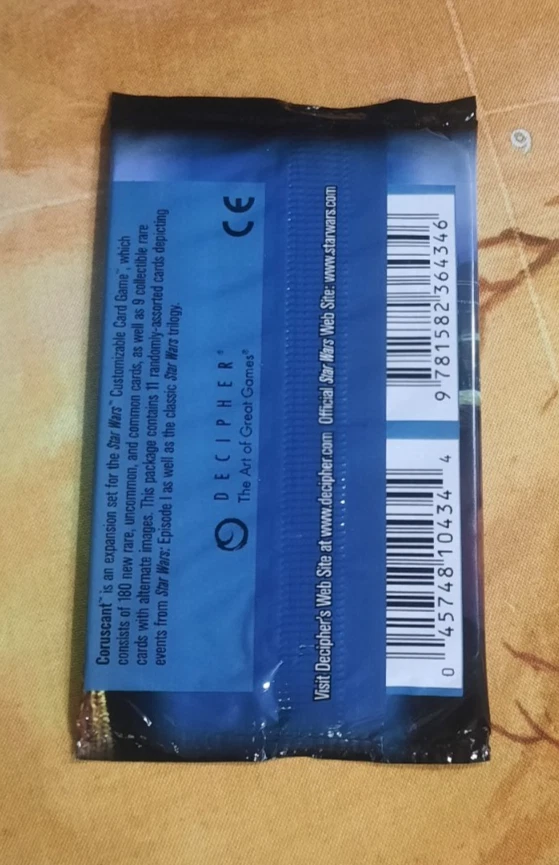 Coruscant™ is an expansion set for the Star Wars™ Customizable Card Game™, which
consists of 180 new rare, uncommon, and common cards, as well as 9 collectible rare
cards with alternate images. This package contains 11 randomly-assorted cards depicting
events from Star Wars: Episode I as well as the classic Star Wars trilogy.
DECIPHER®
The Art of Great Games®
CE
Visit Decipher's Web Site at www.decipher.com Official Star Wars Web Site: www.starwars.com
0 45748 10434 4
9 781582 364346